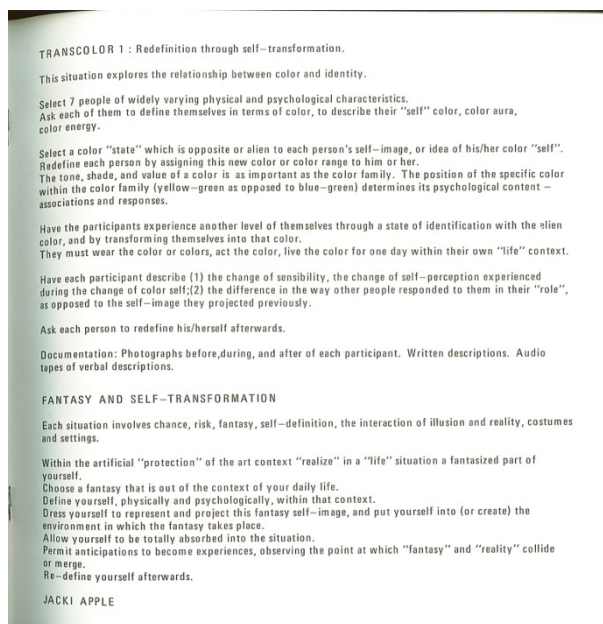 TRANSCOLOR 1 : Redefinition through self—transformation.
This situation explores the relationship between color and identity.
Select 7 people of widely varying physical and psychological characteristics.
Ask each of them to define themselves in terms of color, to describe their "self" color, color aura,
color energy.
Select a color "state" which is opposite or alien to each person's self—image, or idea of his/her color "self".
Redefine each person by assigning this new color or color range to him or her.
The tone, shade, and value of a color is as important as the color family. The position of the specific color
within the color family (yellow—green as opposed to blue—green) determines its psychological content —
associations and responses.
Have the participants experience another level of themselves through a state of identification with the alien
color, and by transforming themselves into that color.
They must wear the color or colors, act the color, live the color for one day within their own "life" context.
Have each participant describe (1) the change of sensibility, the change of self—perception experienced
during the change of color self;(2) the difference in the way other people responded to them in their "role",
as opposed to the self—image they projected previously.
Ask each person to redefine his/herself afterwards.
Documentation: Photographs before,during, and after of each participant. Written descriptions. Audio
tapes of verbal descriptions.
FANTASY AND SELF—TRANSFORMATION
Each situation involves chance, risk, fantasy, self—definition, the interaction of illusion and reality, costumes
and settings.
Within the artificial "protection" of the art context "realize" in a "life" situation a fantasized part of
yourself.
Choose a fantasy that is out of the context of your daily life.
Define yourself, physically and psychologically, within that context.
Dress yourself to represent and project this fantasy self—image, and put yourself into (or create) the
environment in which the fantasy takes place.
Allow yourself to be totally absorbed into the situation.
Permit anticipations to become experiences, observing the point at which "fantasy" and "reality" collide
or merge.
Re—define yourself afterwards.
JACKI APPLE